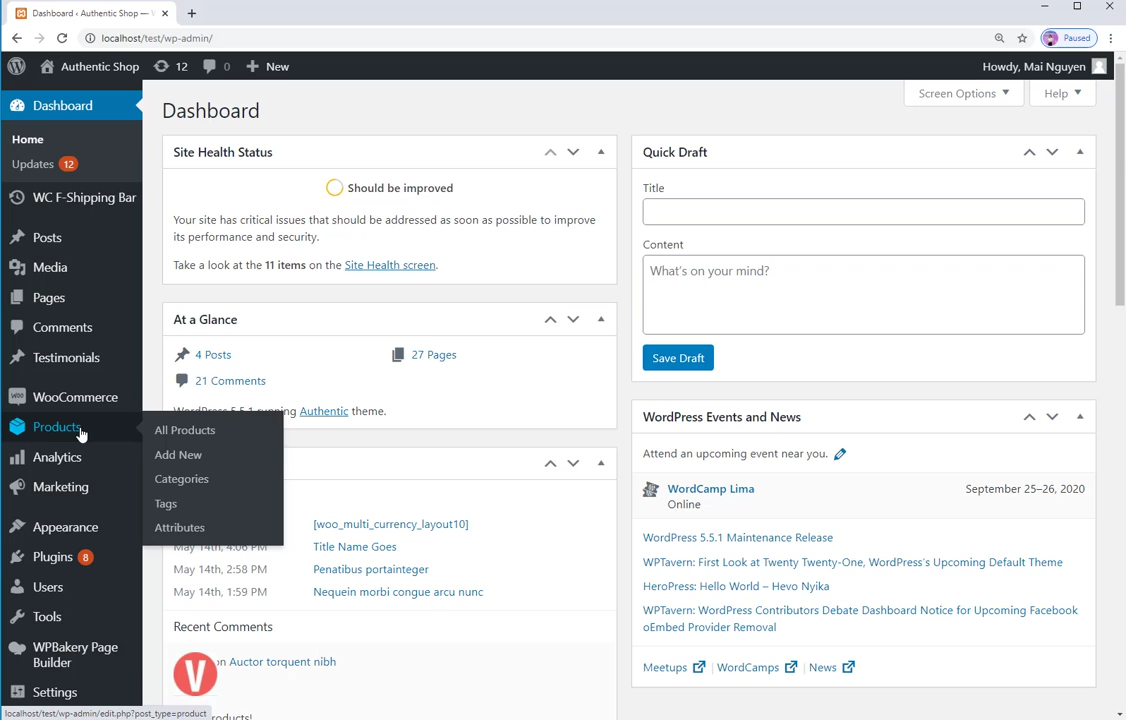 Dashboard ‹ Authentic Shop —
localhost/test/wp-admin/
Paused
Authentic Shop
12
0
New
Howdy, Mai Nguyen
Dashboard
Home
Updates 12
WC F-Shipping Bar
Posts
Media
Pages
Comments
Testimonials
WooCommerce
Products
Analytics
Marketing
Appearance
Plugins 8
Users
Tools
WPBakery Page
Builder
Settings
All Products
Add New
Categories
Tags
Attributes
Screen Options
Help
Dashboard
Site Health Status
Should be improved
Your site has critical issues that should be addressed as soon as possible to improve
its performance and security.
Take a look at the 11 items on the Site Health screen.
At a Glance
4 Posts
27 Pages
21 Comments
WordPress 5.5.1 running Authentic theme.
[woo_multi_currency_layout10]
May 14th, 4:06 PM
Title Name Goes
May 14th, 2:58 PM
Penatibus portainteger
May 14th, 1:59 PM
Nequein morbi congue arcu nunc
Recent Comments
on Auctor torquent nibh
V
roducts!
Quick Draft
Title
Content
What's on your mind?
Save Draft
WordPress Events and News
Attend an upcoming event near you.
WordCamp Lima
September 25–26, 2020
Online
WordPress 5.5.1 Maintenance Release
WPTavern: First Look at Twenty Twenty-One, WordPress's Upcoming Default Theme
HeroPress: Hello World – Hevo Nyika
WPTavern: WordPress Contributors Debate Dashboard Notice for Upcoming Facebook
oEmbed Provider Removal
Meetups | WordCamps | News
localhost/test/wp-admin/edit.php?post_type=product